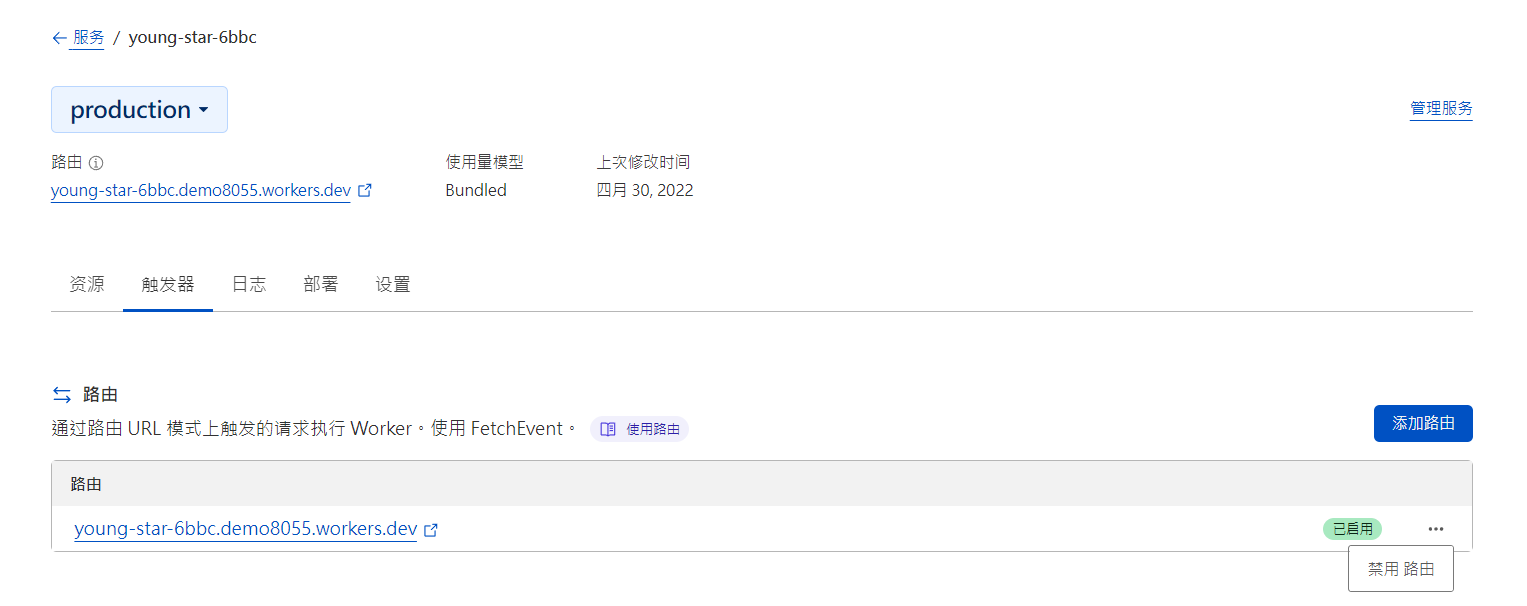 服务 / young-star-6bbc
production
管理服务
路由 使用量模型 上次修改时间
young-star-6bbc.demo8055.workers.dev Bundled 四月 30, 2022
资源 触发器 日志 部署 设置
路由
通过路由 URL 模式上触发的请求执行 Worker。使用 FetchEvent。 使用路由
添加路由
路由
young-star-6bbc.demo8055.workers.dev 已启用
禁用 路由